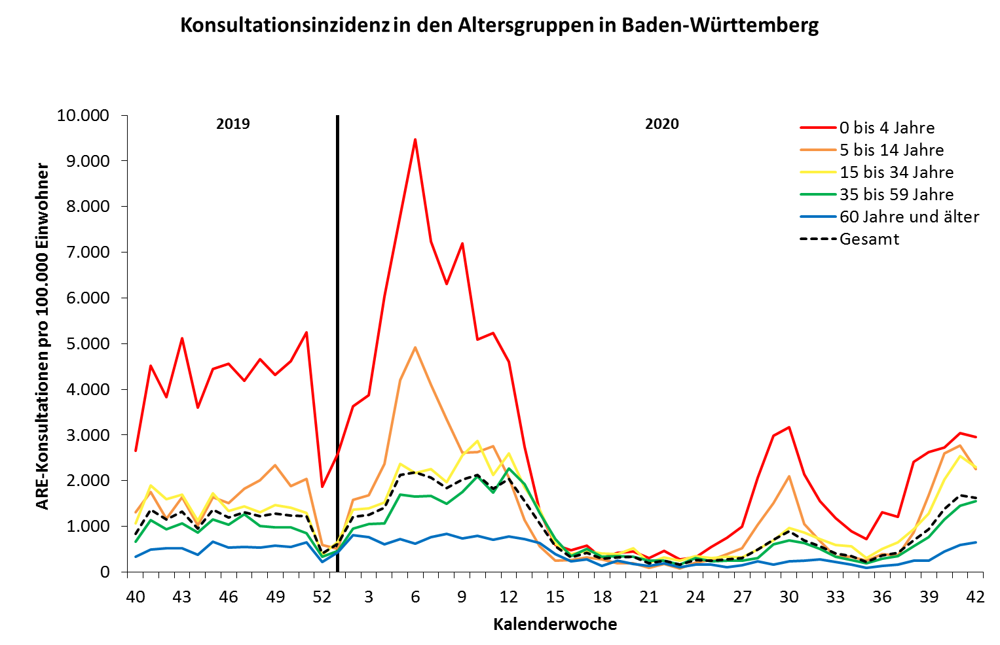 Konsultationsinzidenz in den Altersgruppen in Baden-Württemberg
2019
2020
0 bis 4 Jahre
5 bis 14 Jahre
15 bis 34 Jahre
35 bis 59 Jahre
60 Jahre und älter
Gesamt
ARE-Konsultationen pro 100.000 Einwohner
10.000
9.000
8.000
7.000
6.000
5.000
4.000
3.000
2.000
1.000
0
40 43 46 49 52 3 6 9 12 15 18 21 24 27 30 33 36 39 42
Kalenderwoche